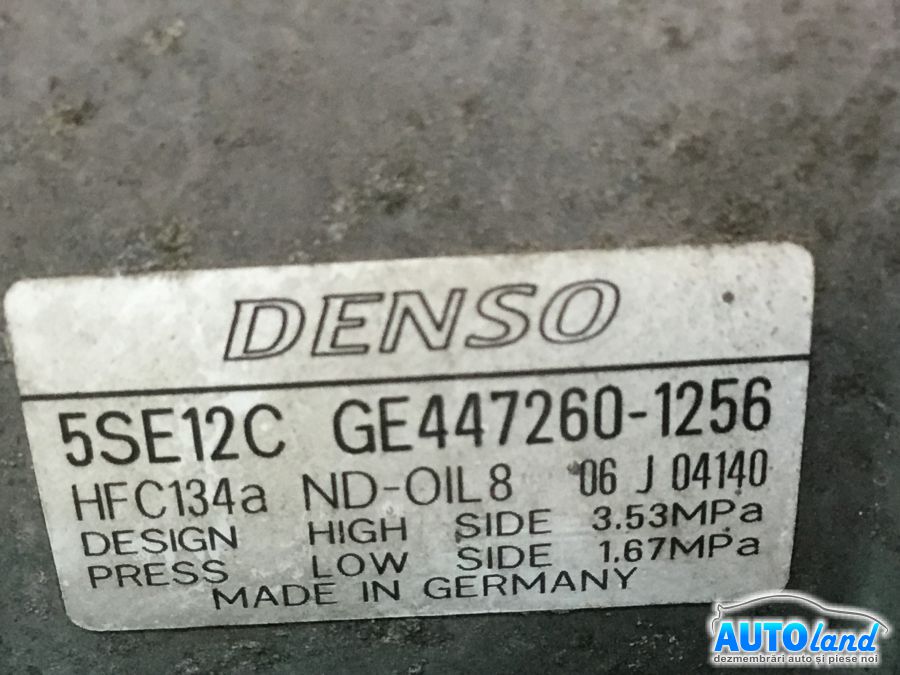 DENSO
5SE12C GE447260-1256
HFC134a ND-OIL8 '06 J 04140
DESIGN HIGH SIDE 3.53MPa
PRESS LOW SIDE 1.67MPa
MADE IN GERMANY
AUTOland
dezmembrări auto și piese noi